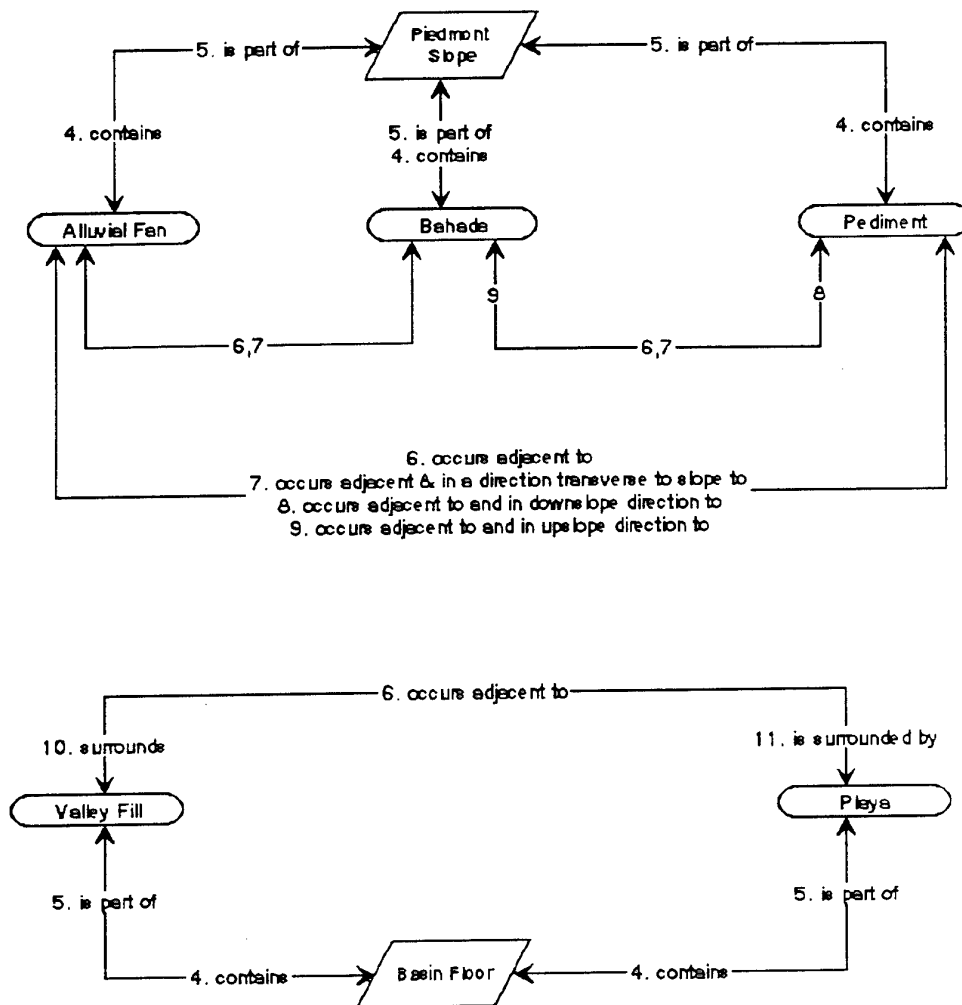 Piedmont
Slope
5. is part of
5. is part of
4. contains
5. is part of
4. contains
4. contains
Alluvial Fan
Bahada
Pediment
9
8
6,7
6,7
6. occurs adjacent to
7. occurs adjacent & in a direction transverse to slope to
8. occurs adjacent to and in downslope direction to
9. occurs adjacent to and in upslope direction to
6. occurs adjacent to
10. surrounds
11. is surrounded by
Valley Fill
Playa
5. is part of
5. is part of
4. contains
Basin Floor
4. contains